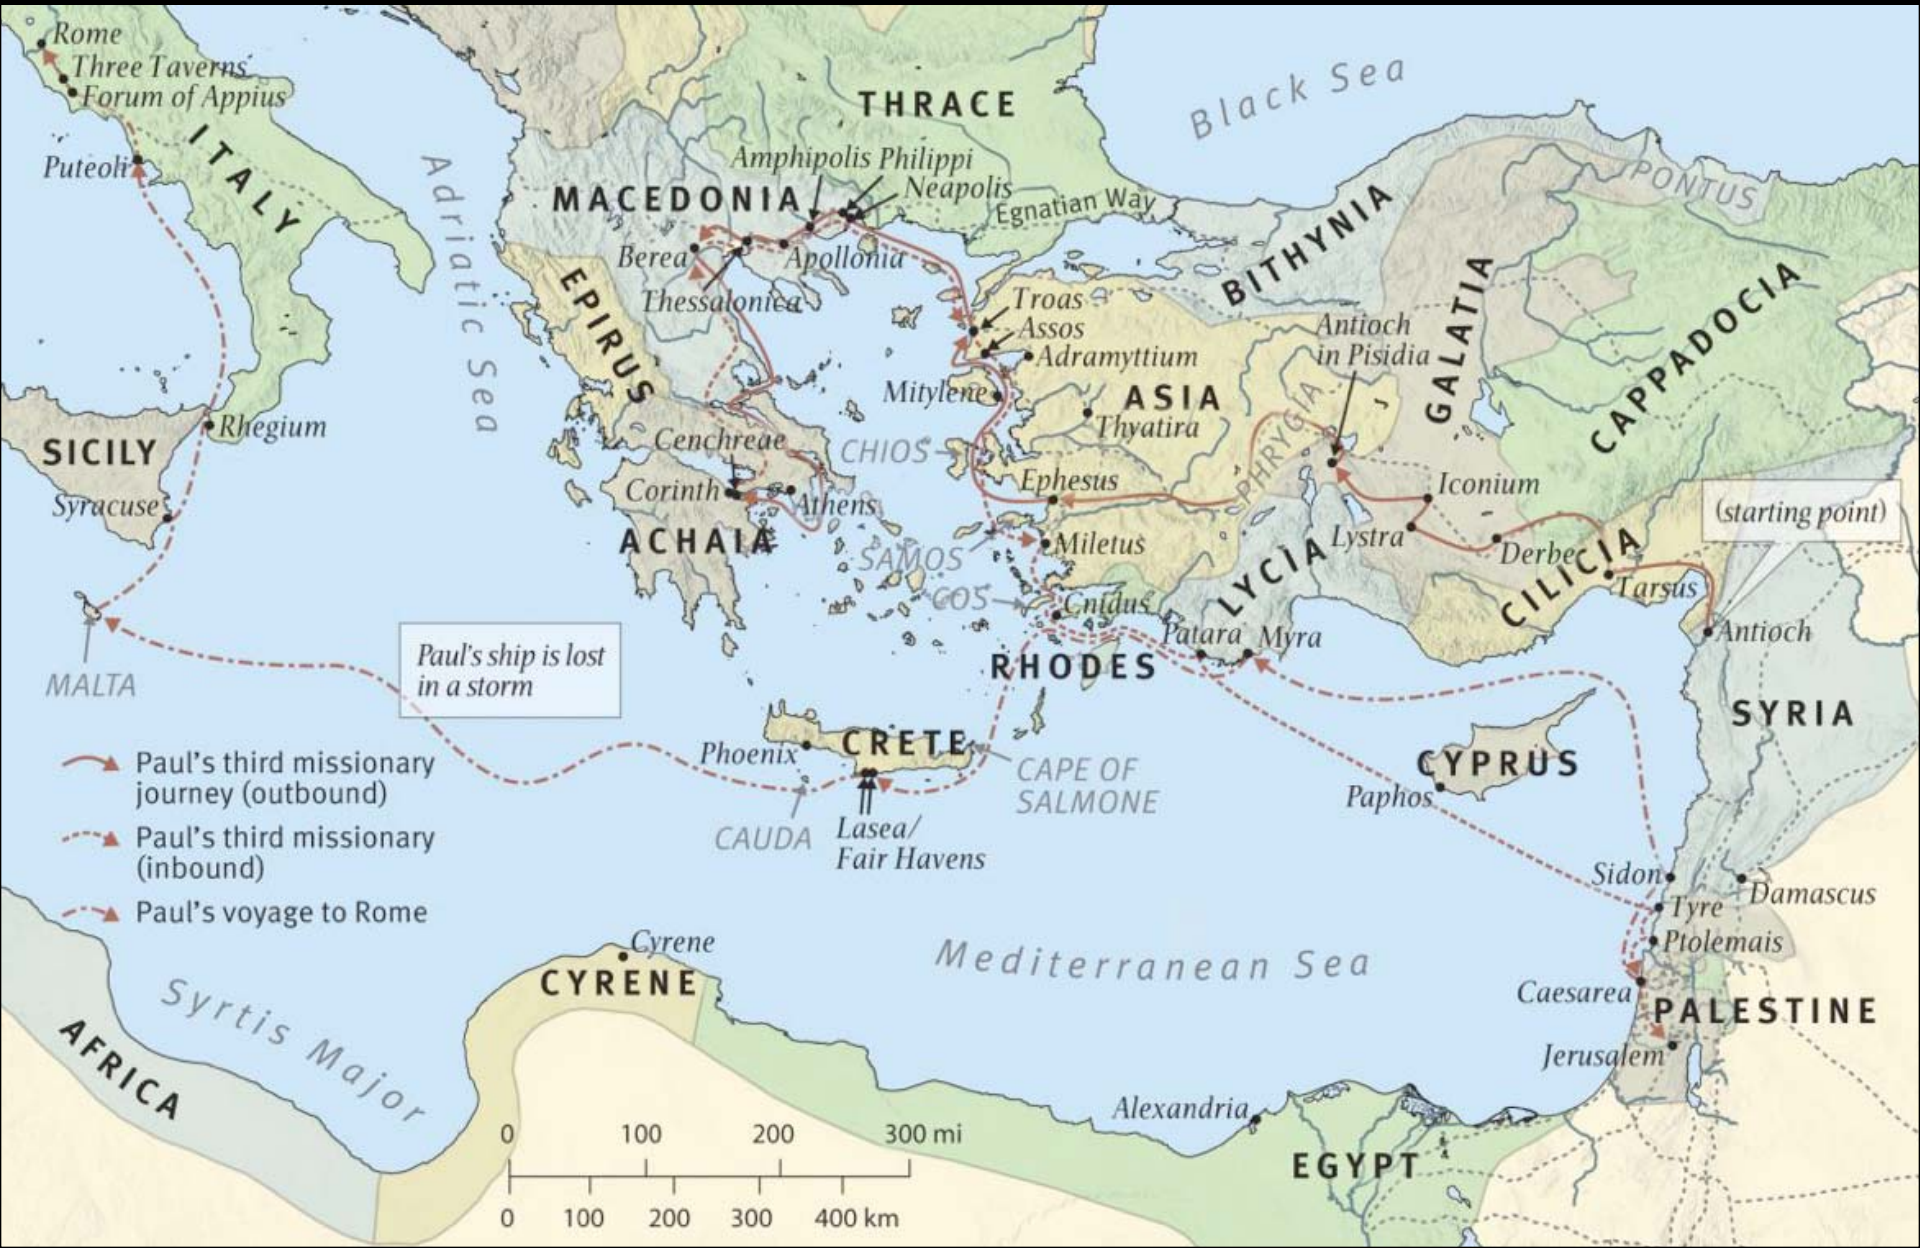 Rome
Three Taverns
Forum of Appius
ITALY
Puteoli
Adriatic Sea
THRACE
Black Sea
Amphipolis Philippi
Neapolis
MACEDONIA
Egnatian Way
Berea
Apollonia
Thessalonica
EPIRUS
BITHYNIA
PONTUS
GALATIA
CAPPADOCIA
Troas
Assos
Adramyttium
Antioch
in Pisidia
Mitylene
ASIA
Thyatira
PHRYGIA
Rhegium
SICILY
Syracuse
Cenchreae
CHIOS
Corinth
Athens
ACHAIA
Ephesus
Iconium
(starting point)
SAMOS
Miletus
Lystra
Derbe
LYCIA
CILICIA
Tarsus
COS
Cnidus
Patara
Myra
Antioch
RHODES
MALTA
Paul's ship is lost
in a storm
SYRIA
Phoenix
CRETE
CAPE OF
SALMONE
CYPRUS
Paphos
CAUDA
Lasea/
Fair Havens
Paul's third missionary
journey (outbound)
Paul's third missionary
(inbound)
Paul's voyage to Rome
Sidon
Damascus
Tyre
Ptolemais
Cyrene
CYRENE
Mediterranean Sea
Caesarea
PALESTINE
Syrtis Major
Jerusalem
AFRICA
Alexandria
EGYPT
0 100 200 300 mi
0 100 200 300 400 km